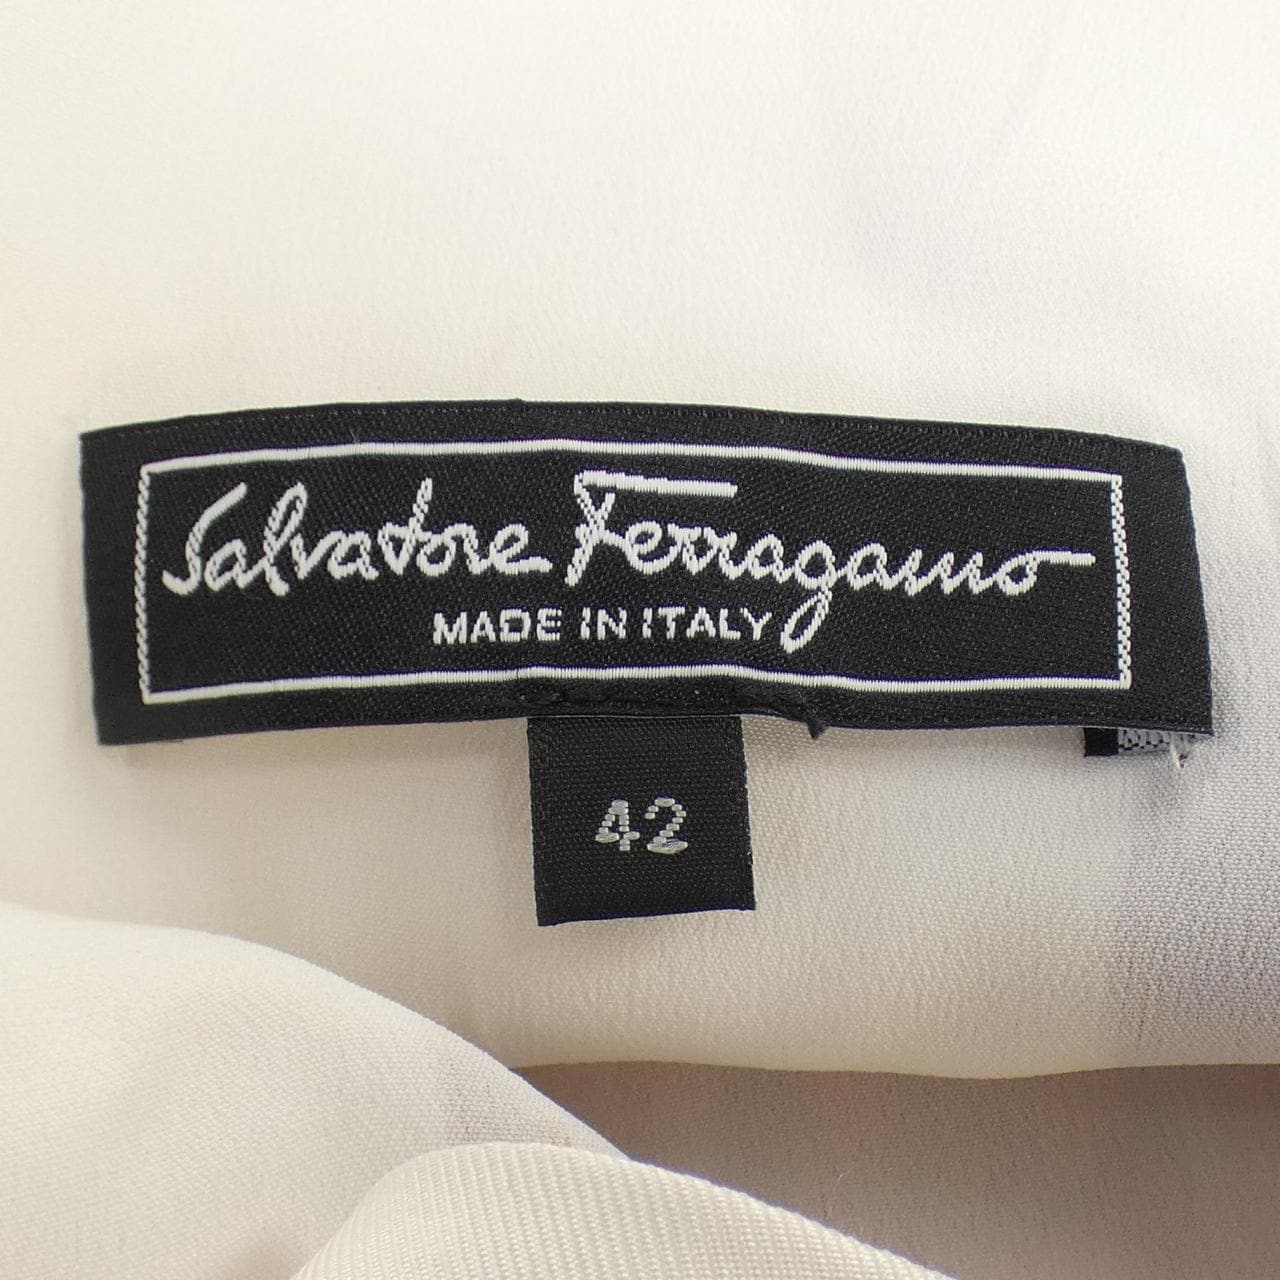 Salvatore Ferragamo
MADE IN ITALY
42